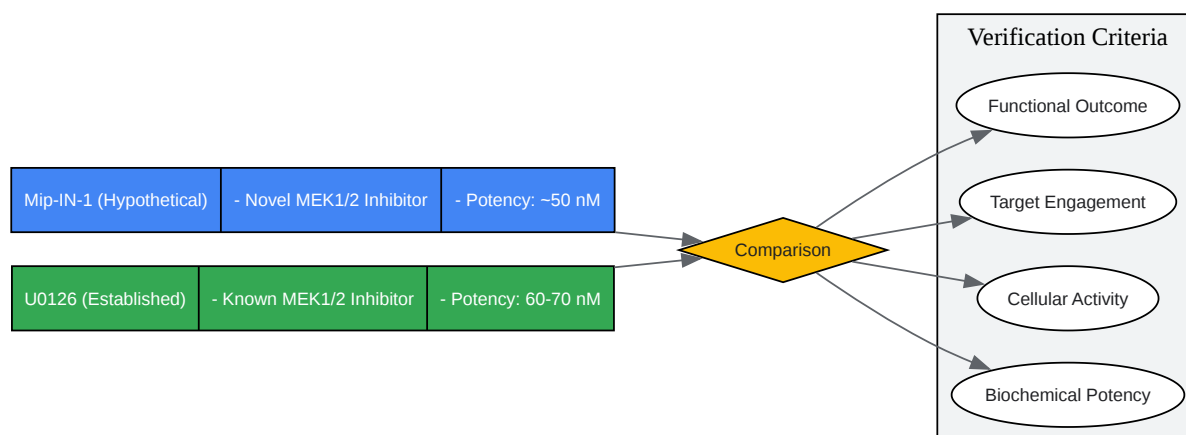 Verification Criteria
Functional Outcome
Mip-IN-1 (Hypothetical) - Novel MEK1/2 Inhibitor - Potency: ~50 nM
Target Engagement
Comparison
U0126 (Established) - Known MEK1/2 Inhibitor - Potency: 60-70 nM
Cellular Activity
Biochemical Potency